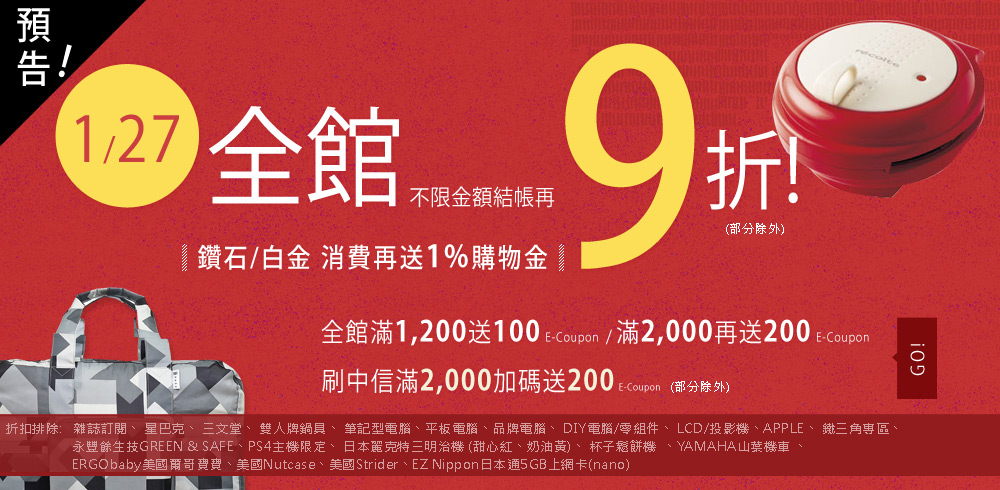 預告!
1/27
全館
不限金額結帳再
9折!
(部分除外)
recolte
鑽石/白金 消費再送1%購物金
全館滿1,200送100 E-Coupon / 滿2,000再送200 E-Coupon
刷中信滿2,000加碼送200 E-Coupon (部分除外)
GO!
折扣排除: 雜誌訂閱、星巴克、三文堂、雙人牌鍋具、筆記型電腦、平板電腦、品牌電腦、DIY電腦/零組件、LCD/投影機、APPLE、鐵三角專區、
永豐餘生技GREEN & SAFE、PS4主機限定、日本麗克特三明治機 (甜心紅、奶油黃)、杯子鬆餅機、YAMAHA山葉機車、
ERGObaby美國爾哥寶寶、美國Nutcase、美國Strider、EZ Nippon日本通5GB上網卡(nano)